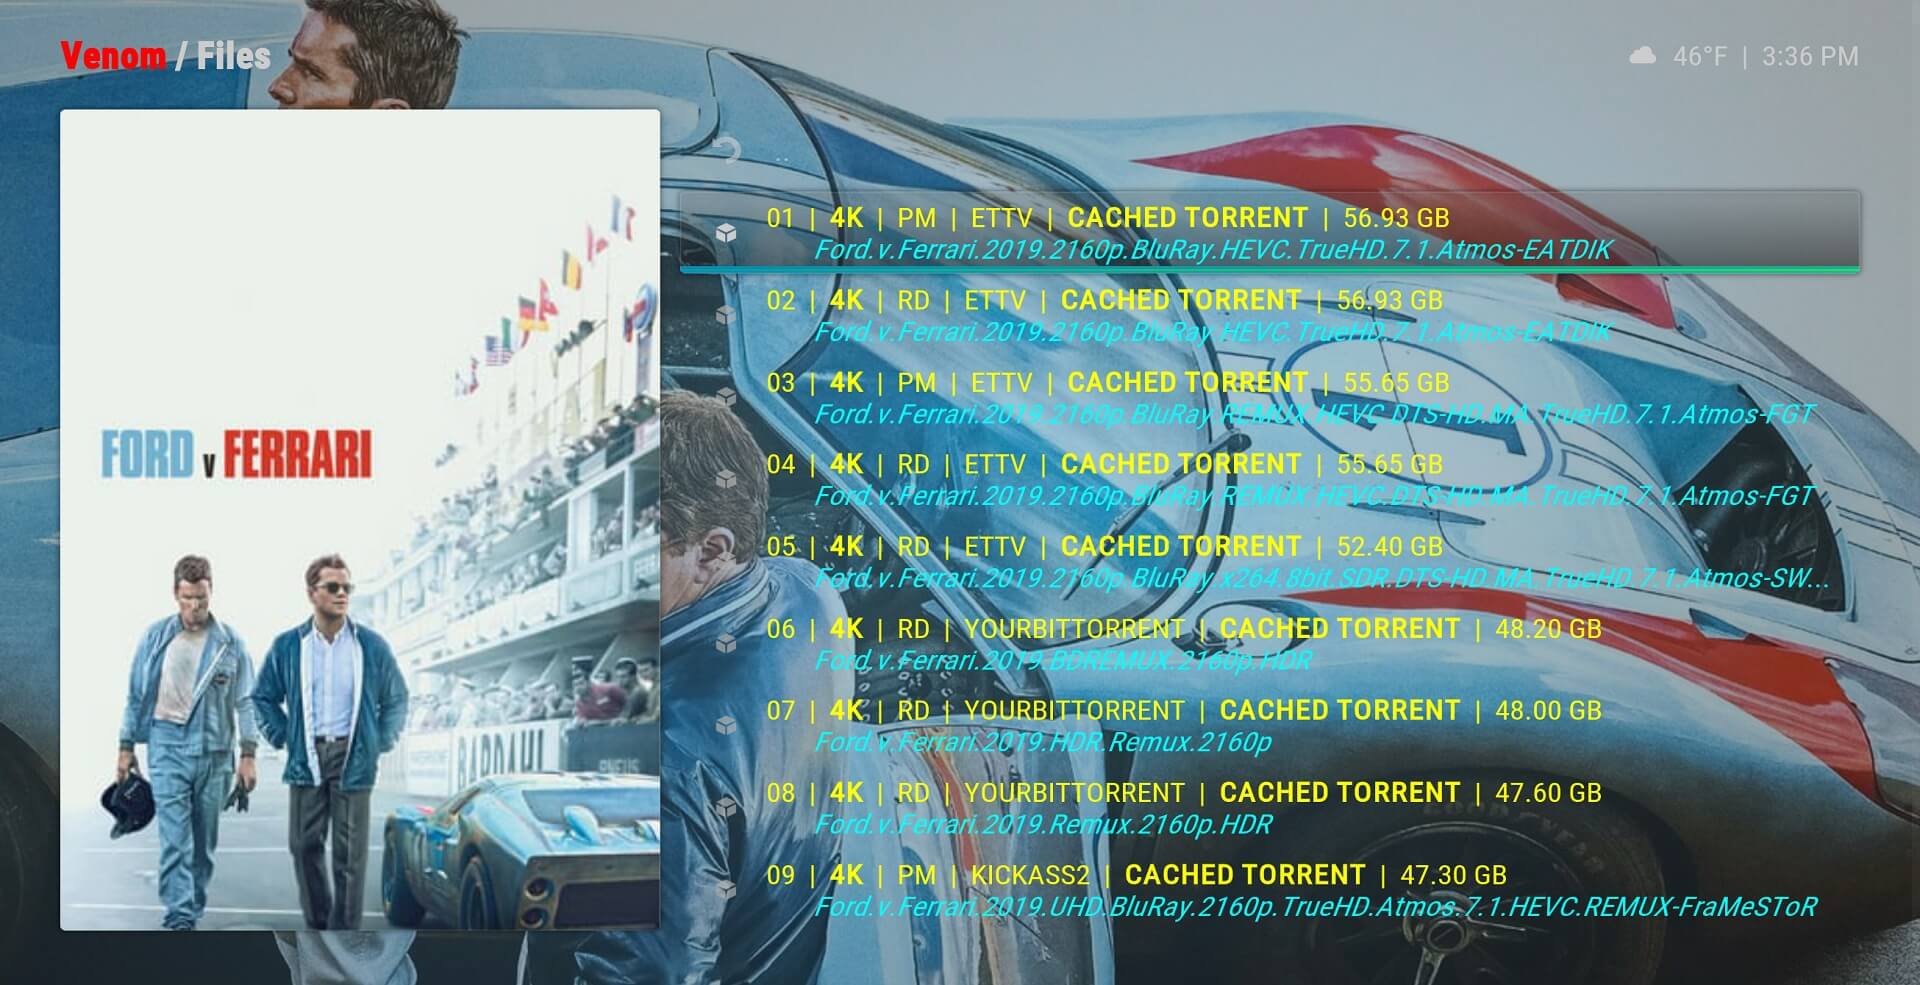 Venom / Files
46°F | 3:36 PM
..
01 | 4K | PM | ETTV | CACHED TORRENT | 56.93 GB
Ford.v.Ferrari.2019.2160p.BluRay.HEVC.TrueHD.7.1.Atmos-EATDIK
02 | 4K | RD | ETTV | CACHED TORRENT | 56.93 GB
Ford.v.Ferrari.2019.2160p.BluRay.HEVC.TrueHD.7.1.Atmos-EATDIK
03 | 4K | PM | ETTV | CACHED TORRENT | 55.65 GB
Ford.v.Ferrari.2019.2160p.BluRay.REMUX.HEVC.DTS-HD.MA.TrueHD.7.1.Atmos-FGT
04 | 4K | RD | ETTV | CACHED TORRENT | 55.65 GB
Ford.v.Ferrari.2019.2160p.BluRay.REMUX.HEVC.DTS-HD.MA.TrueHD.7.1.Atmos-FGT
05 | 4K | RD | ETTV | CACHED TORRENT | 52.40 GB
Ford.v.Ferrari.2019.2160p.BluRay.x264.8bit.SDR.DTS-HD.MA.TrueHD.7.1.Atmos-SW...
06 | 4K | RD | YOURBITTORRENT | CACHED TORRENT | 48.20 GB
Ford.v.Ferrari.2019.BDREMUX.2160p.HDR
07 | 4K | RD | YOURBITTORRENT | CACHED TORRENT | 48.00 GB
Ford.v.Ferrari.2019.HDR.Remux.2160p
08 | 4K | RD | YOURBITTORRENT | CACHED TORRENT | 47.60 GB
Ford.v.Ferrari.2019.Remux.2160p.HDR
09 | 4K | PM | KICKASS2 | CACHED TORRENT | 47.30 GB
Ford.v.Ferrari.2019.UHD.BluRay.2160p.TrueHD.Atmos.7.1.HEVC.REMUX-FraMeSToR
FORD v FERRARI
BARDAHL
1